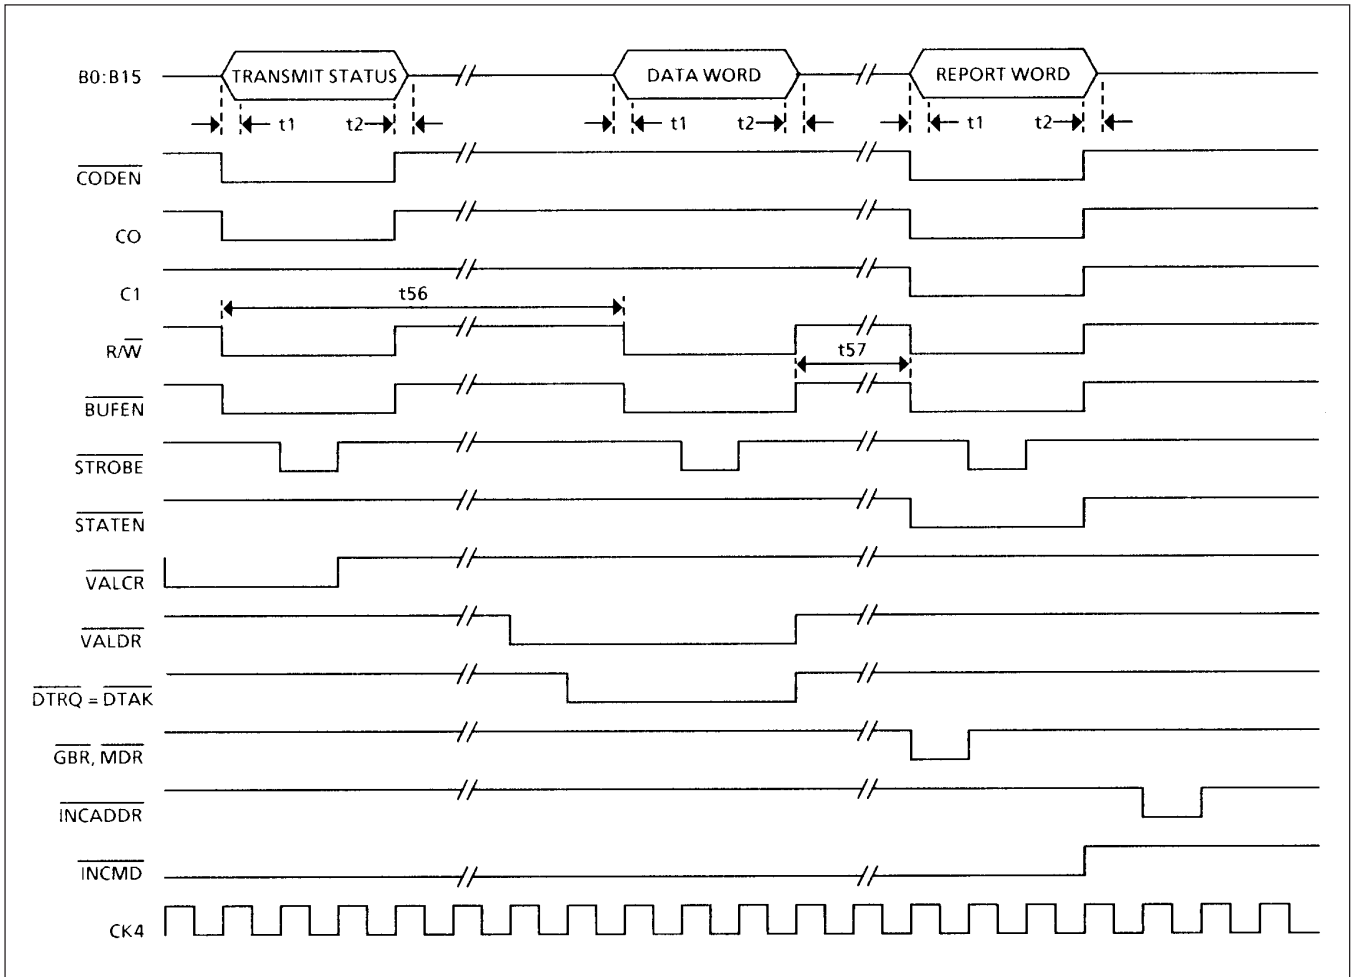 B0:B15 TRANSMIT STATUS DATA WORD REPORT WORD
t1 t2 t1 t2 t1 t2
CODEN
CO
C1
t56
R/W
t57
BUFEN
STROBE
STATEN
VALCR
VALDR
DTRQ = DTAK
GBR, MDR
INCADDR
INCMD
CK4